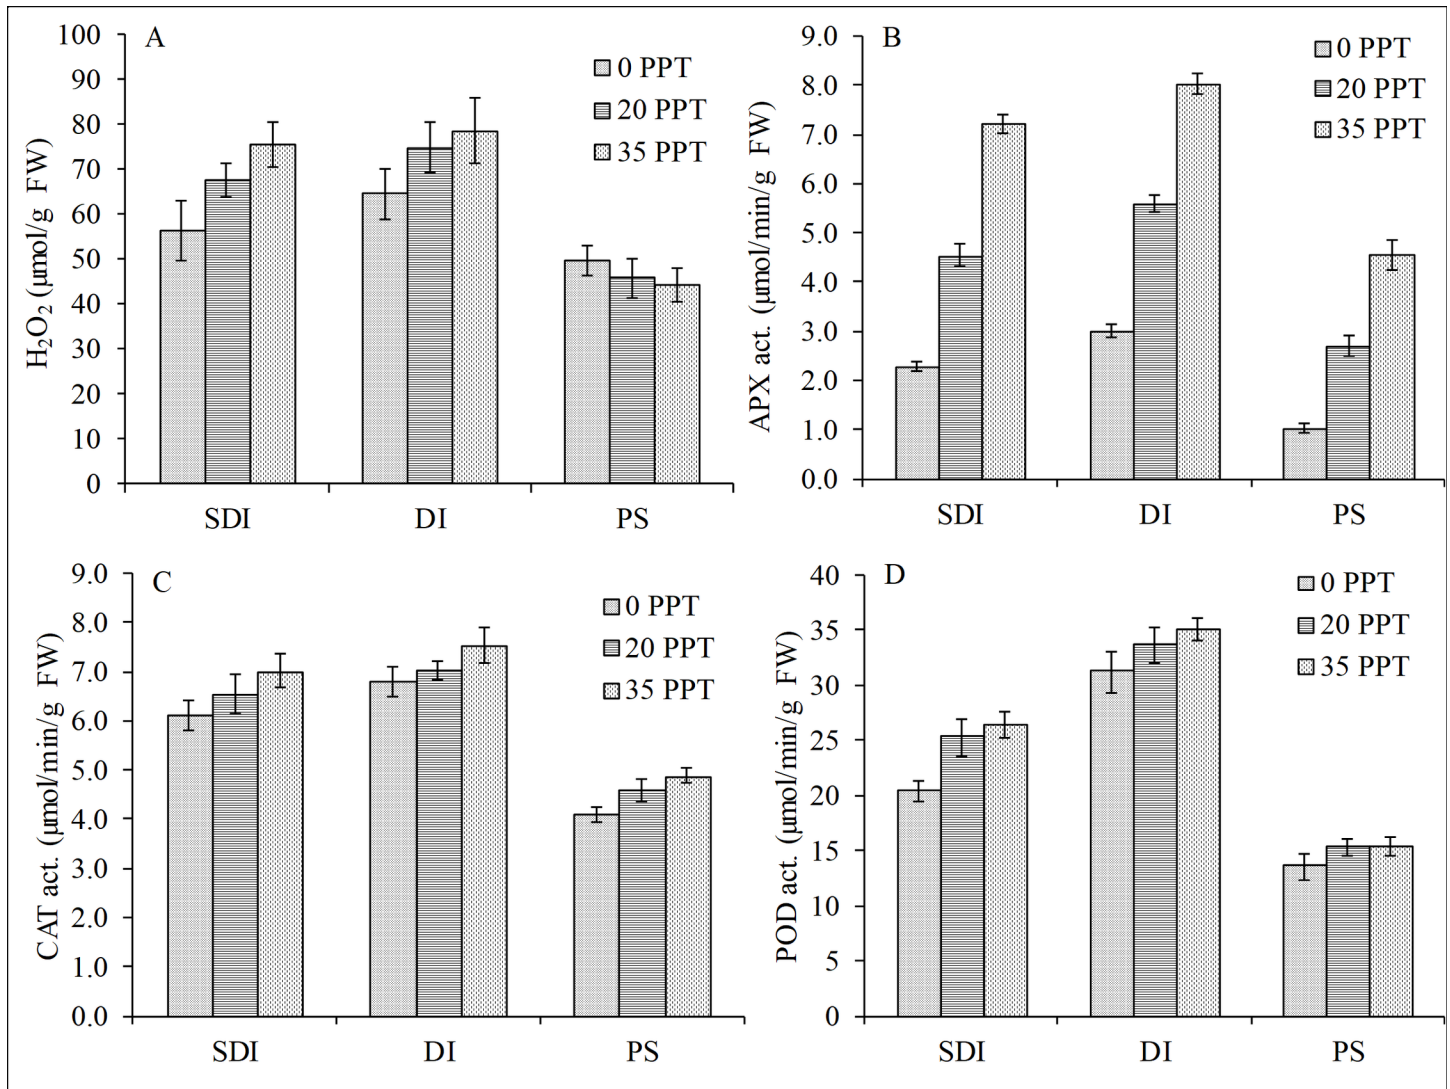 A
H₂O₂ (µmol/g FW)
100
90
80
70
60
50
40
30
20
10
0
0 PPT
20 PPT
35 PPT
SDI DI PS
B
APX act. (µmol/min/g FW)
9.0
8.0
7.0
6.0
5.0
4.0
3.0
2.0
1.0
0.0
0 PPT
20 PPT
35 PPT
SDI DI PS
C
CAT act. (µmol/min/g FW)
9.0
8.0
7.0
6.0
5.0
4.0
3.0
2.0
1.0
0.0
0 PPT
20 PPT
35 PPT
SDI DI PS
D
POD act. (µmol/min/g FW)
40
35
30
25
20
15
10
5
0
0 PPT
20 PPT
35 PPT
SDI DI PS